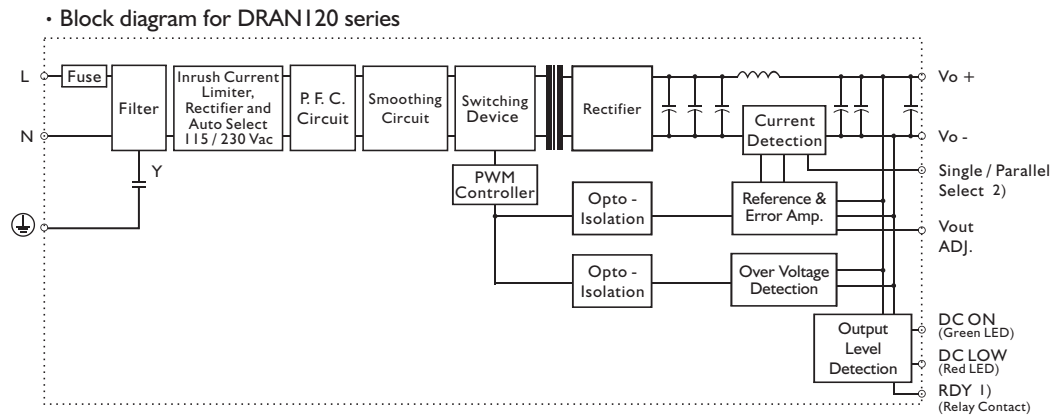 · Block diagram for DRAN120 series
L
Fuse
Filter
Inrush Current
Limiter,
Rectifier and
Auto Select
115 / 230 Vac
P. F. C.
Circuit
Smoothing
Circuit
Switching
Device
Rectifier
Current
Detection
Vo +
N
Vo -
Y
PWM
Controller
Opto -
Isolation
Reference &
Error Amp.
Single / Parallel
Select 2)
Vout
ADJ.
Opto -
Isolation
Over Voltage
Detection
Output
Level
Detection
DC ON
(Green LED)
DC LOW
(Red LED)
RDY 1)
(Relay Contact)